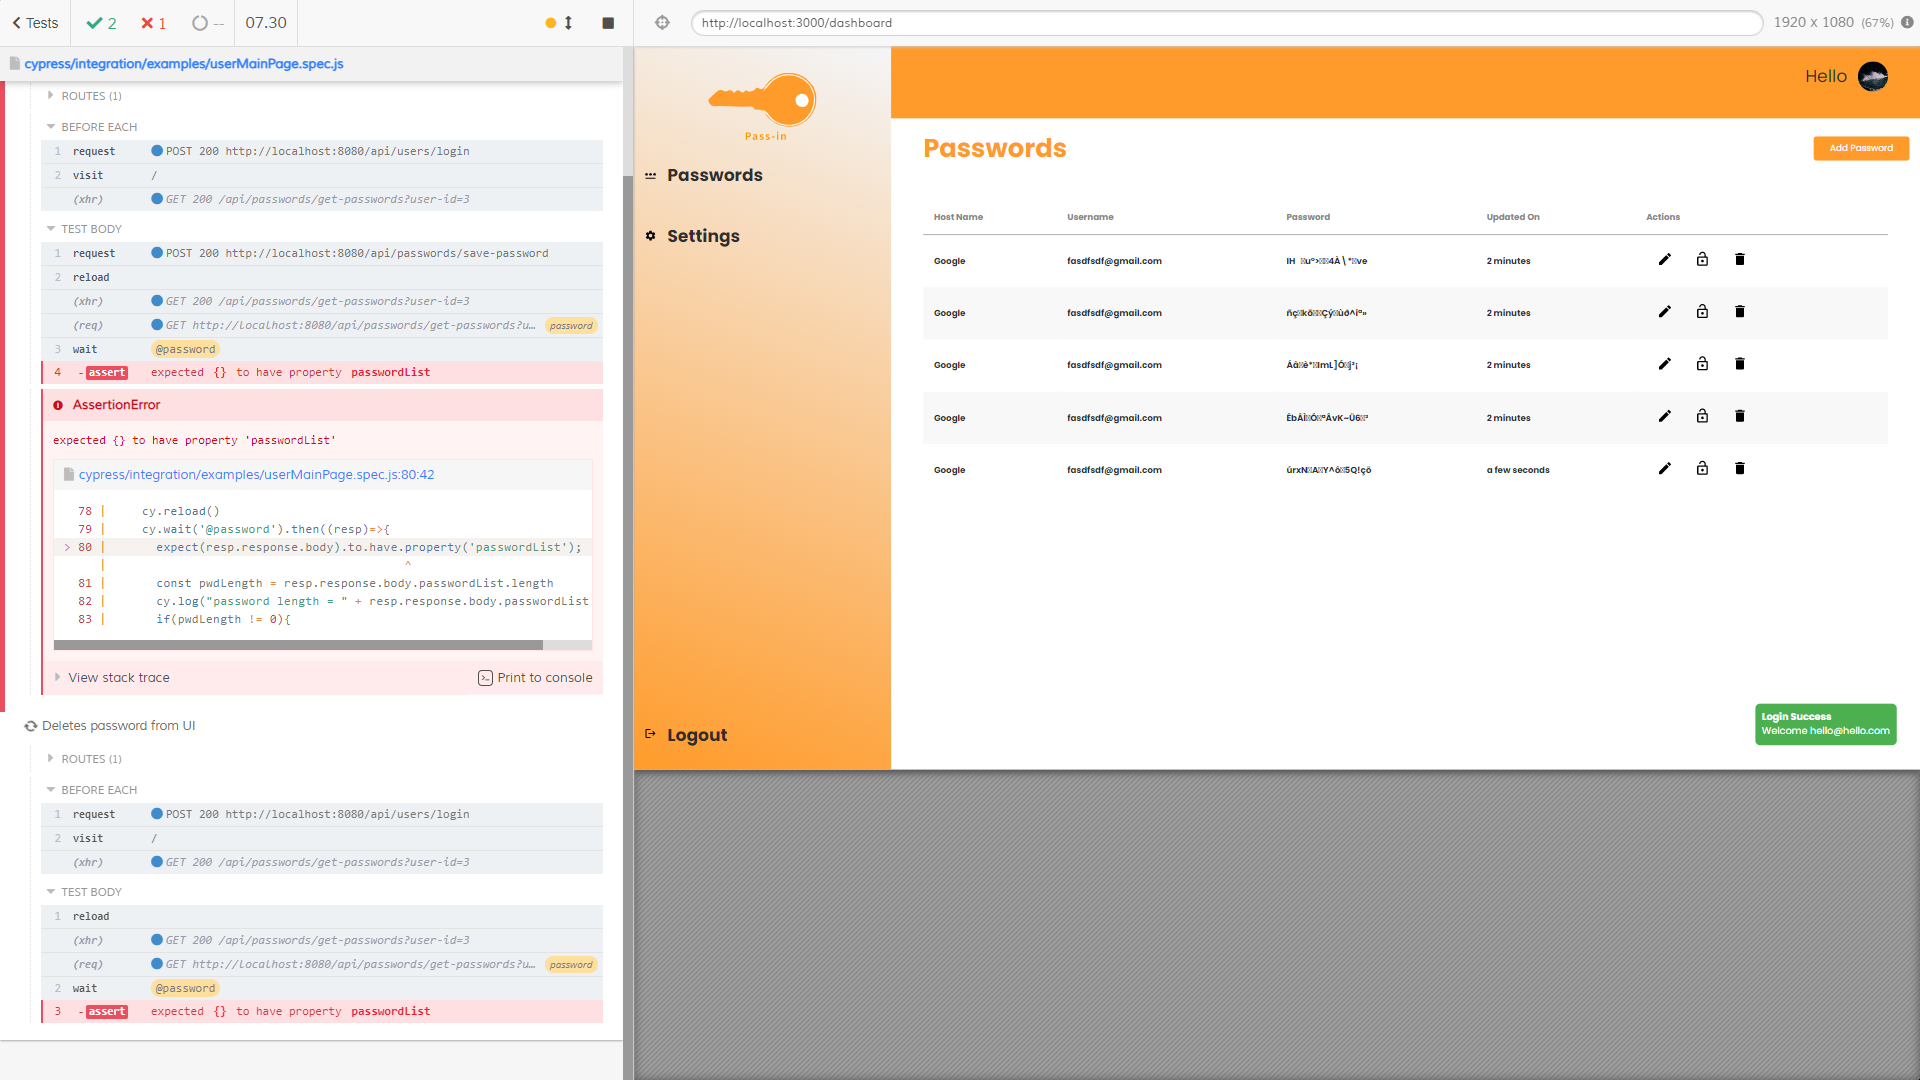 Tests
2
1
--
07.30
cypress/integration/examples/userMainPage.spec.js
ROUTES (1)
BEFORE EACH
1 request POST 200 http://localhost:8080/api/users/login
2 visit /
(xhr) GET 200 /api/passwords/get-passwords?user-id=3
TEST BODY
1 request POST 200 http://localhost:8080/api/passwords/save-password
2 reload
(xhr) GET 200 /api/passwords/get-passwords?user-id=3
(req) GET http://localhost:8080/api/passwords/get-passwords?u… password
3 wait @password
4 -assert expected {} to have property passwordList
AssertionError
expected {} to have property 'passwordList'
cypress/integration/examples/userMainPage.spec.js:80:42
78 | cy.reload()
79 | cy.wait('@password').then((resp)=>{
> 80 | expect(resp.response.body).to.have.property('passwordList');
| ^
81 | const pwdLength = resp.response.body.passwordList.length
82 | cy.log("password length = " + resp.response.body.passwordList
83 | if(pwdLength != 0){
View stack trace
Print to console
Deletes password from UI
ROUTES (1)
BEFORE EACH
1 request POST 200 http://localhost:8080/api/users/login
2 visit /
(xhr) GET 200 /api/passwords/get-passwords?user-id=3
TEST BODY
1 reload
(xhr) GET 200 /api/passwords/get-passwords?user-id=3
(req) GET http://localhost:8080/api/passwords/get-passwords?u… password
2 wait @password
3 -assert expected {} to have property passwordList
http://localhost:3000/dashboard
1920 x 1080 (67%)
Pass-in
Passwords
Settings
Logout
Hello
Passwords
Add Password
Host Name Username Password Updated On Actions
Google fasdfsdf@gmail.com 2 minutes
Google fasdfsdf@gmail.com 2 minutes
Google fasdfsdf@gmail.com 2 minutes
Google fasdfsdf@gmail.com 2 minutes
Google fasdfsdf@gmail.com a few seconds
Login Success
Welcome hello@hello.com